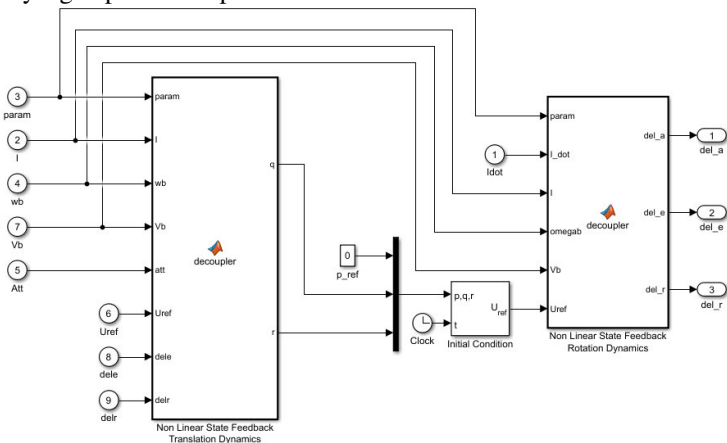 3
param
2
I
4
wb
7
Vb
5
Att
6
Uref
8
dele
9
delr
param
I
wb
Vb
att
Uref
dele
delr
decoupler
q
r
Non Linear State Feedback
Translation Dynamics
0
p_ref
Clock
p,q,r
t
U_ref
Initial Condition
1
Idot
param
I_dot
I
omegab
Vb
Uref
decoupler
del_a
del_e
del_r
Non Linear State Feedback
Rotation Dynamics
1
del_a
2
del_e
3
del_r